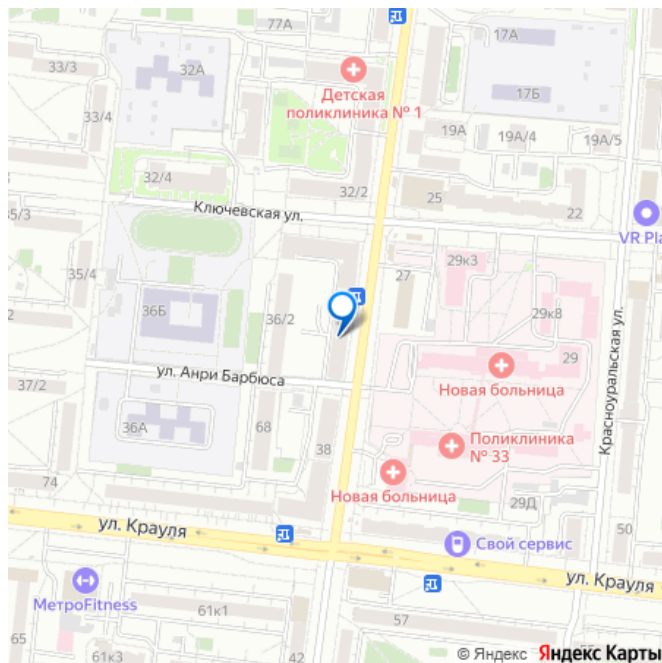 77А
17А
33/3
32А
Детская
поликлиника № 1
17Б
33/4
19А
19А/4
19А/5
32/4
32/2
25
22
Ключевская ул.
35/3
VR Pla
29к3
27
35/4
36Б
36/2
29к8
29
Новая больница
Красноуральская ул.
ул. Анри Барбюса
37/2
36А
68
38
Поликлиника
№ 33
74
Новая больница
29Д
ул. Крауля
Свой сервис
50
ул. Крауля
МетроFitness
61к1
57
65
61к3
42
© Яндекс Яндекс Карты